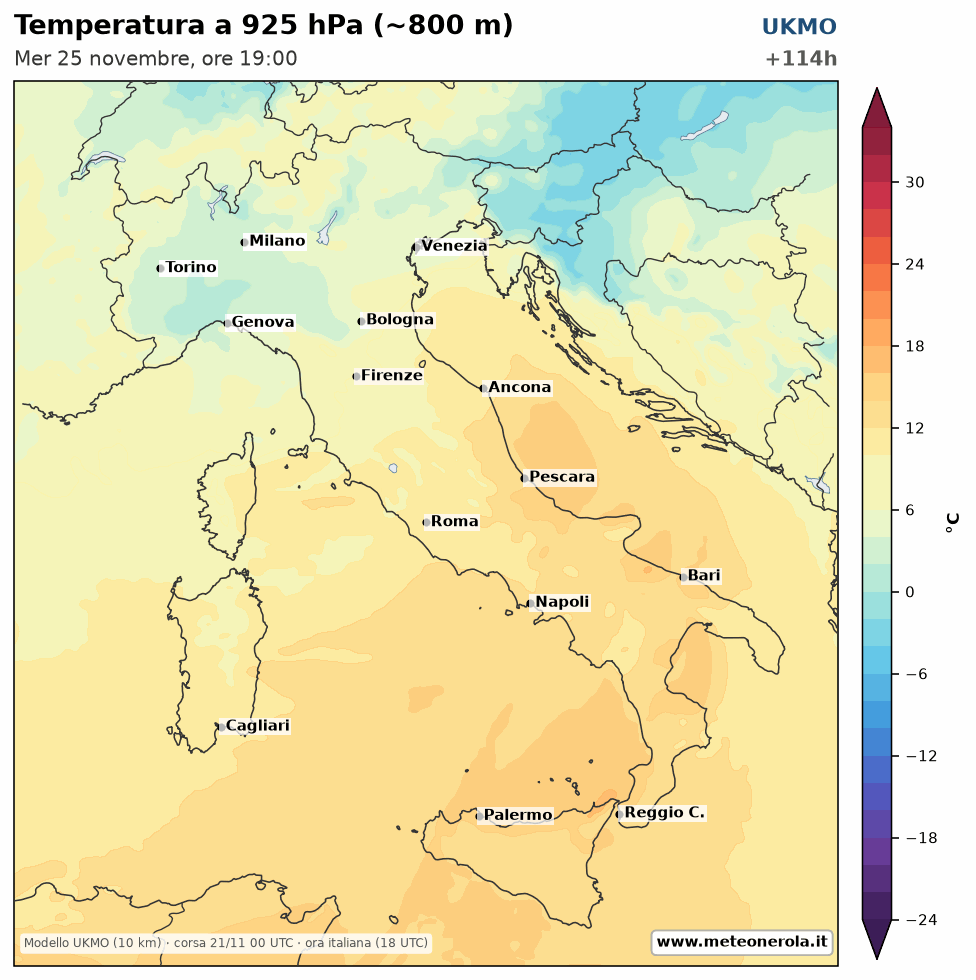 Temperatura a 925 hPa (~800 m)
UKMO
Mer 25 novembre, ore 19:00
+114h
30
24
18
12
6
0
−6
−12
−18
−24
°C
Milano
Venezia
Torino
Genova
Bologna
Firenze
Ancona
Pescara
Roma
Bari
Napoli
Cagliari
Palermo
Reggio C.
Modello UKMO (10 km) · corsa 21/11 00 UTC · ora italiana (18 UTC)
www.meteonerola.it